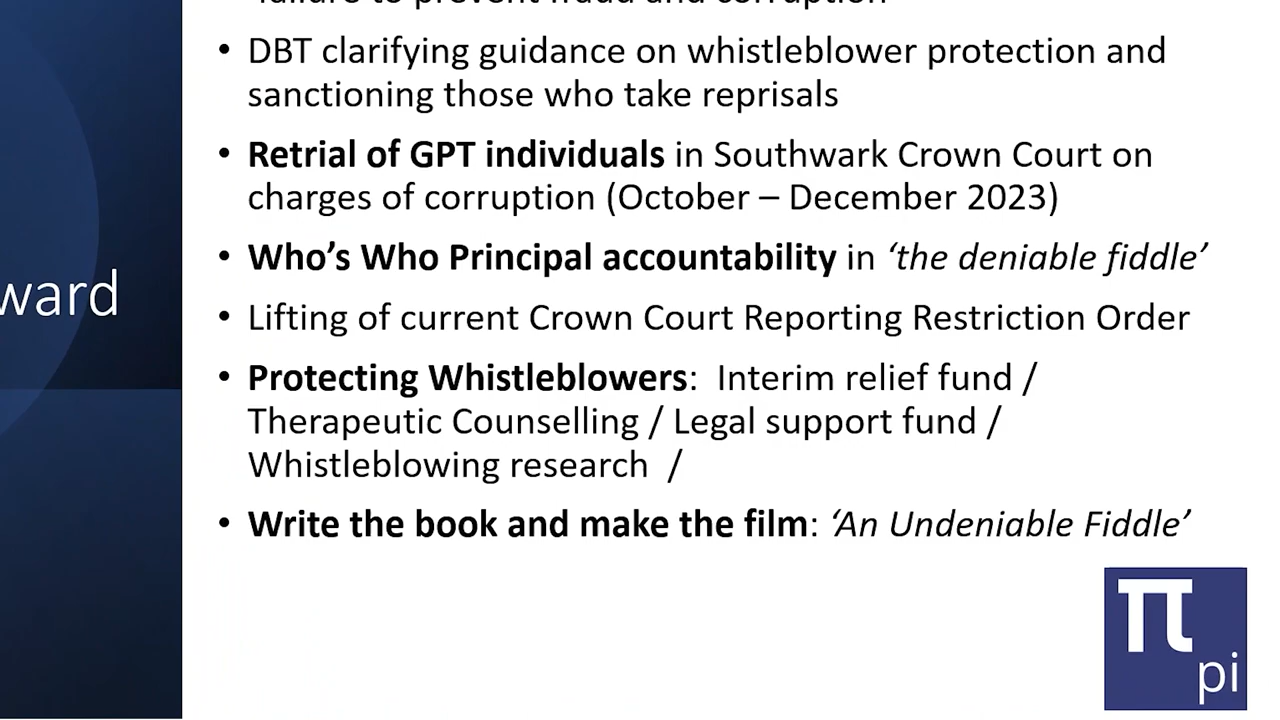 'failure to prevent fraud and corruption'
• DBT clarifying guidance on whistleblower protection and
sanctioning those who take reprisals
• Retrial of GPT individuals in Southwark Crown Court on
charges of corruption (October – December 2023)
• Who’s Who Principal accountability in ‘the deniable fiddle’
ward
• Lifting of current Crown Court Reporting Restriction Order
• Protecting Whistleblowers:  Interim relief fund /
Therapeutic Counselling / Legal support fund /
Whistleblowing research  /
• Write the book and make the film: ‘An Undeniable Fiddle’
π
pi